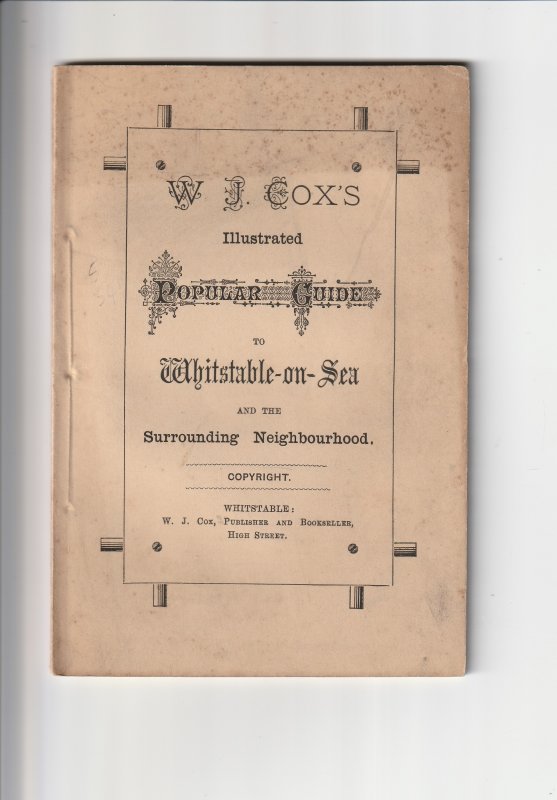 W. J. COX'S
Illustrated
POPULAR GUIDE
TO
Whitstable-on-Sea
AND THE
Surrounding Neighbourhood.
COPYRIGHT.
WHITSTABLE:
W. J. COX, PUBLISHER AND BOOKSELLER,
HIGH STREET.